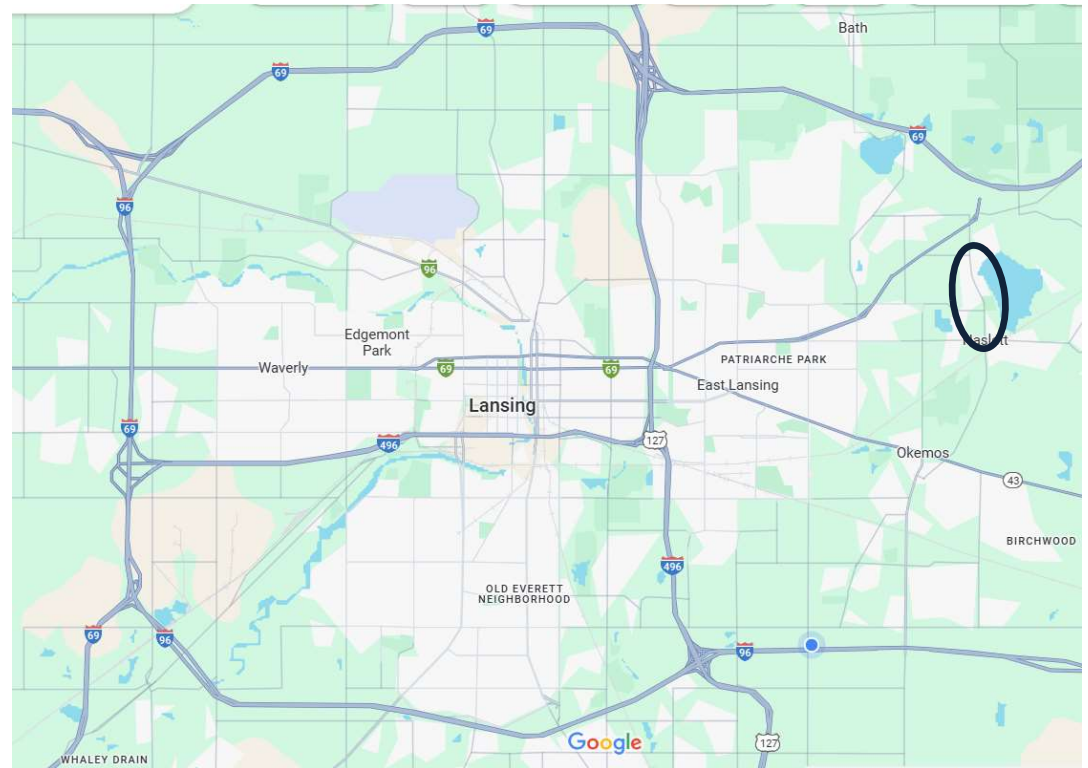 Bath
69
69
69
96
96
Edgemont
Park
Waverly
PATRIARCHE PARK
69
69
East Lansing
Lansing
69
127
496
Okemos
43
BIRCHWOOD
496
OLD EVERETT
NEIGHBORHOOD
69
96
96
Google
127
WHALEY DRAIN